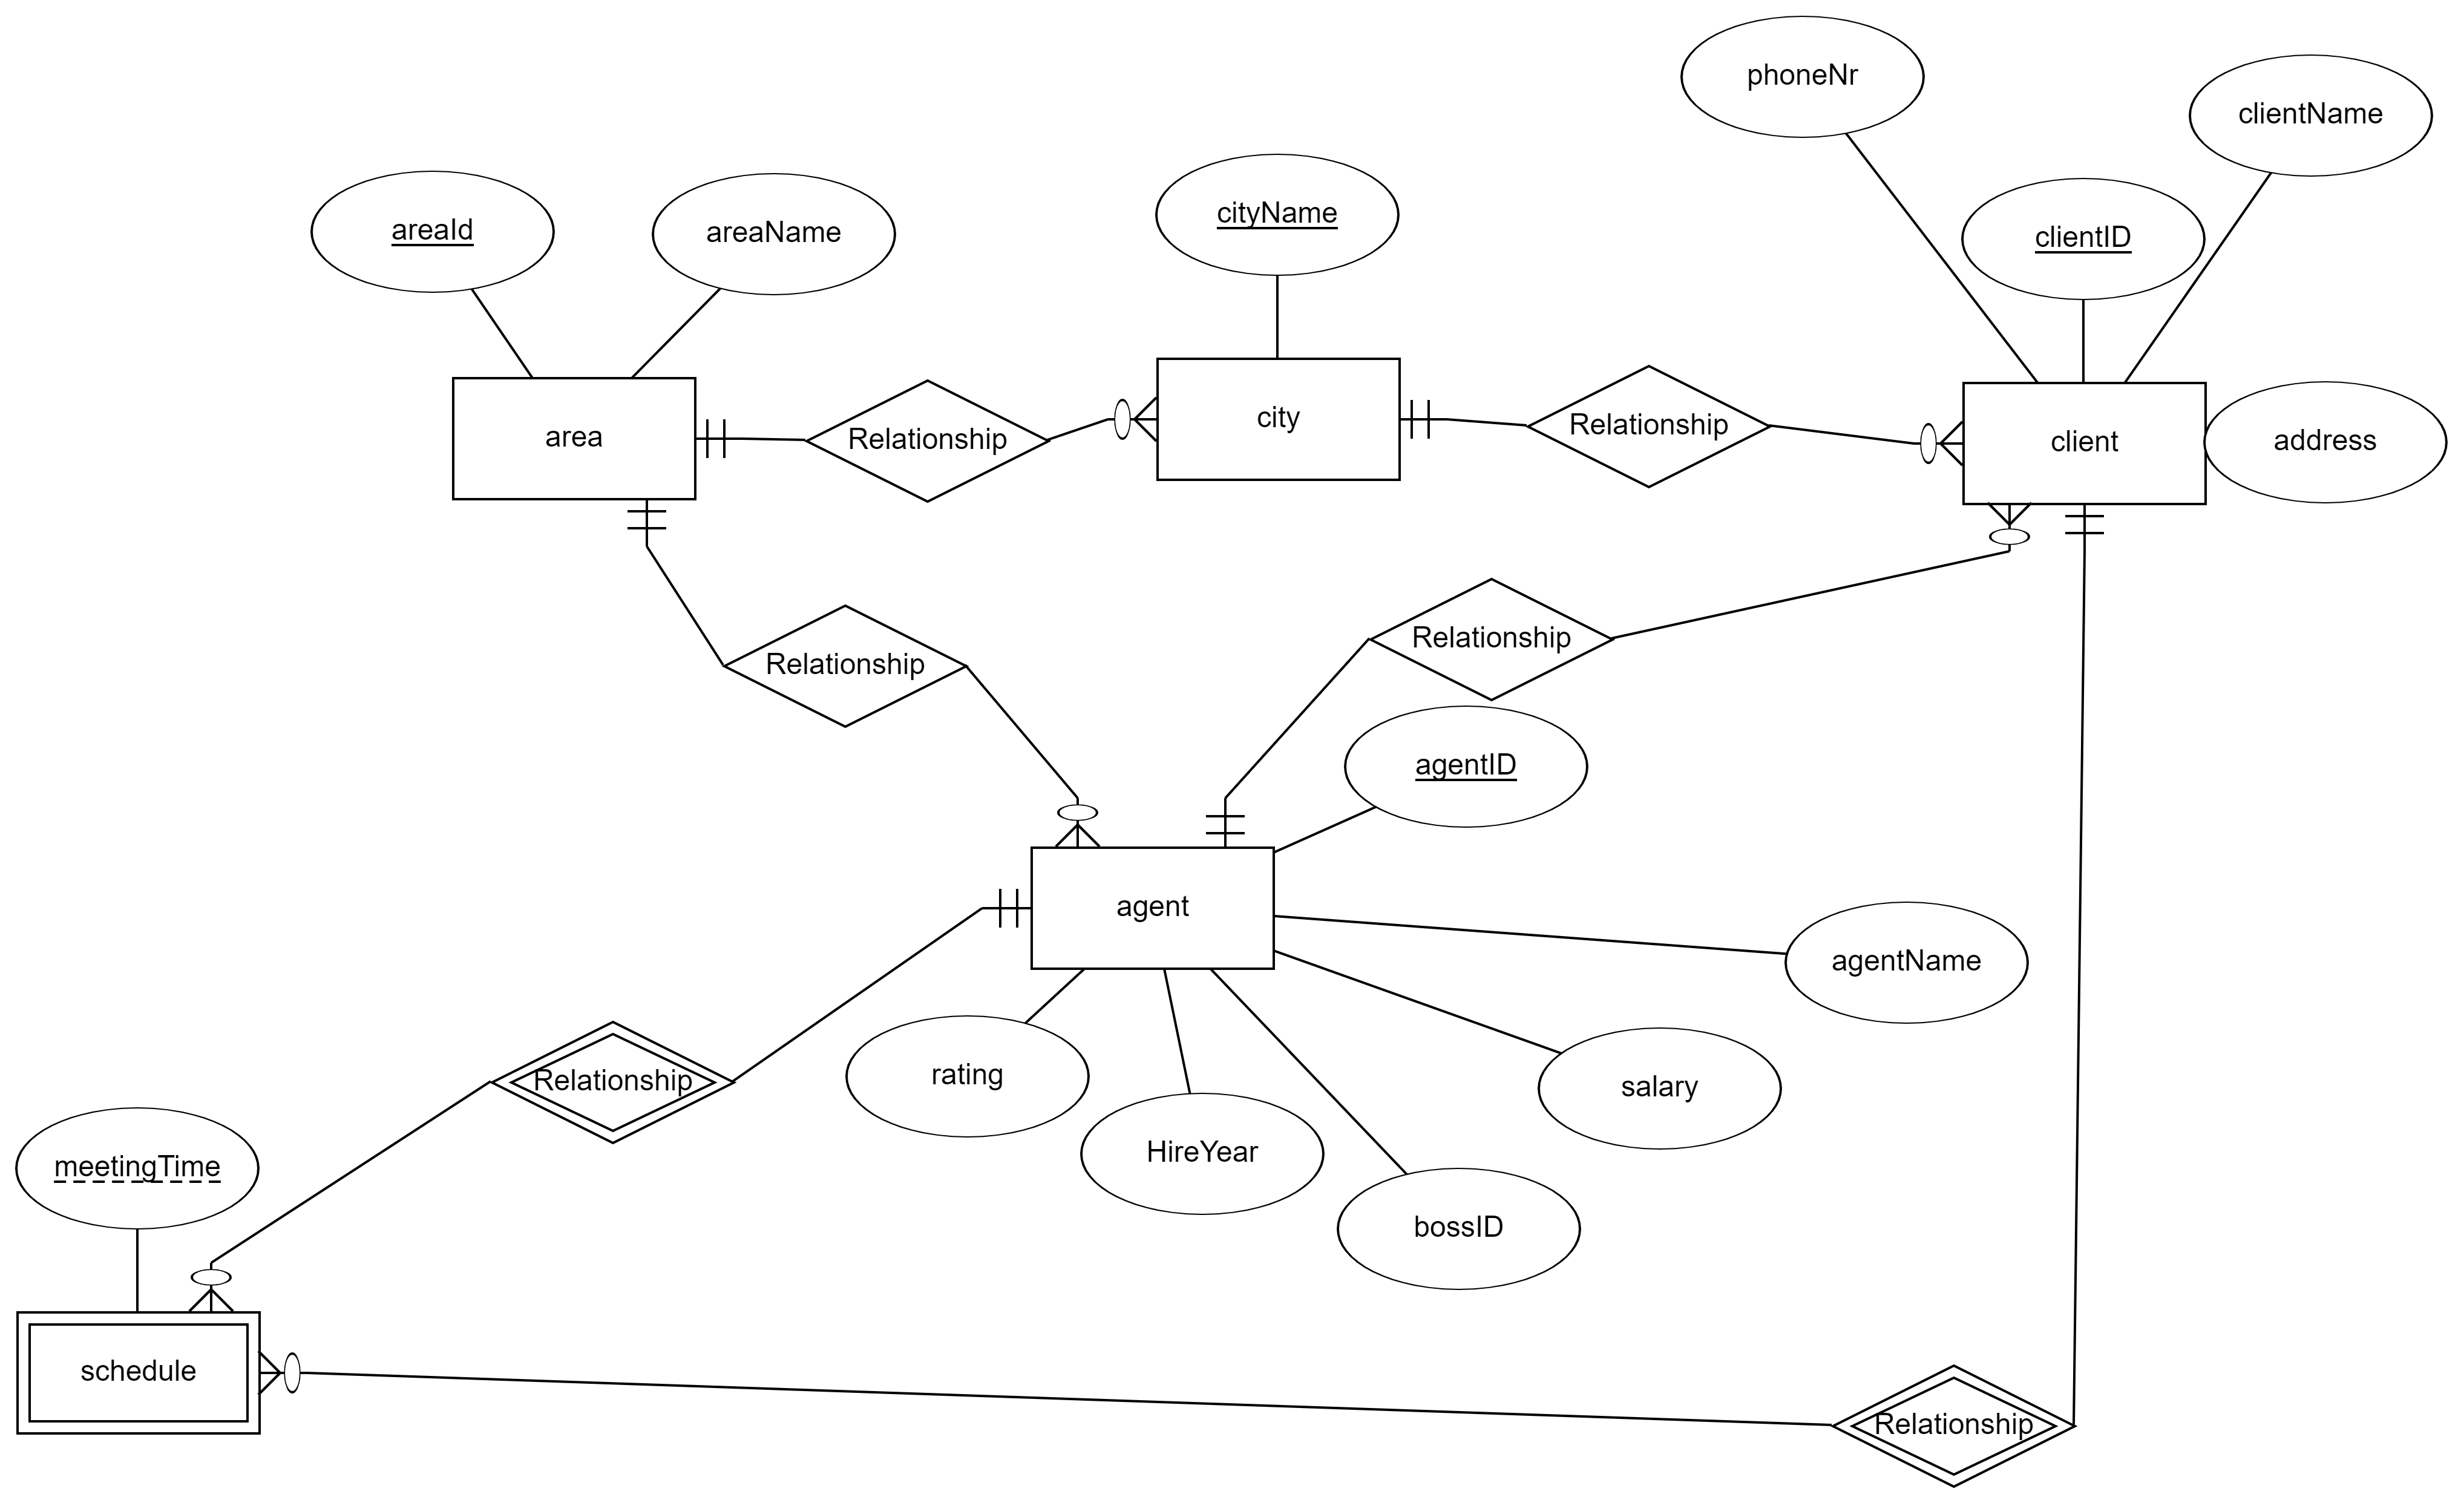 phoneNr
clientName
cityName
areaId
areaName
clientID
area
Relationship
city
Relationship
client
address
Relationship
Relationship
agentID
agent
agentName
rating
Relationship
salary
HireYear
meetingTime
bossID
schedule
Relationship